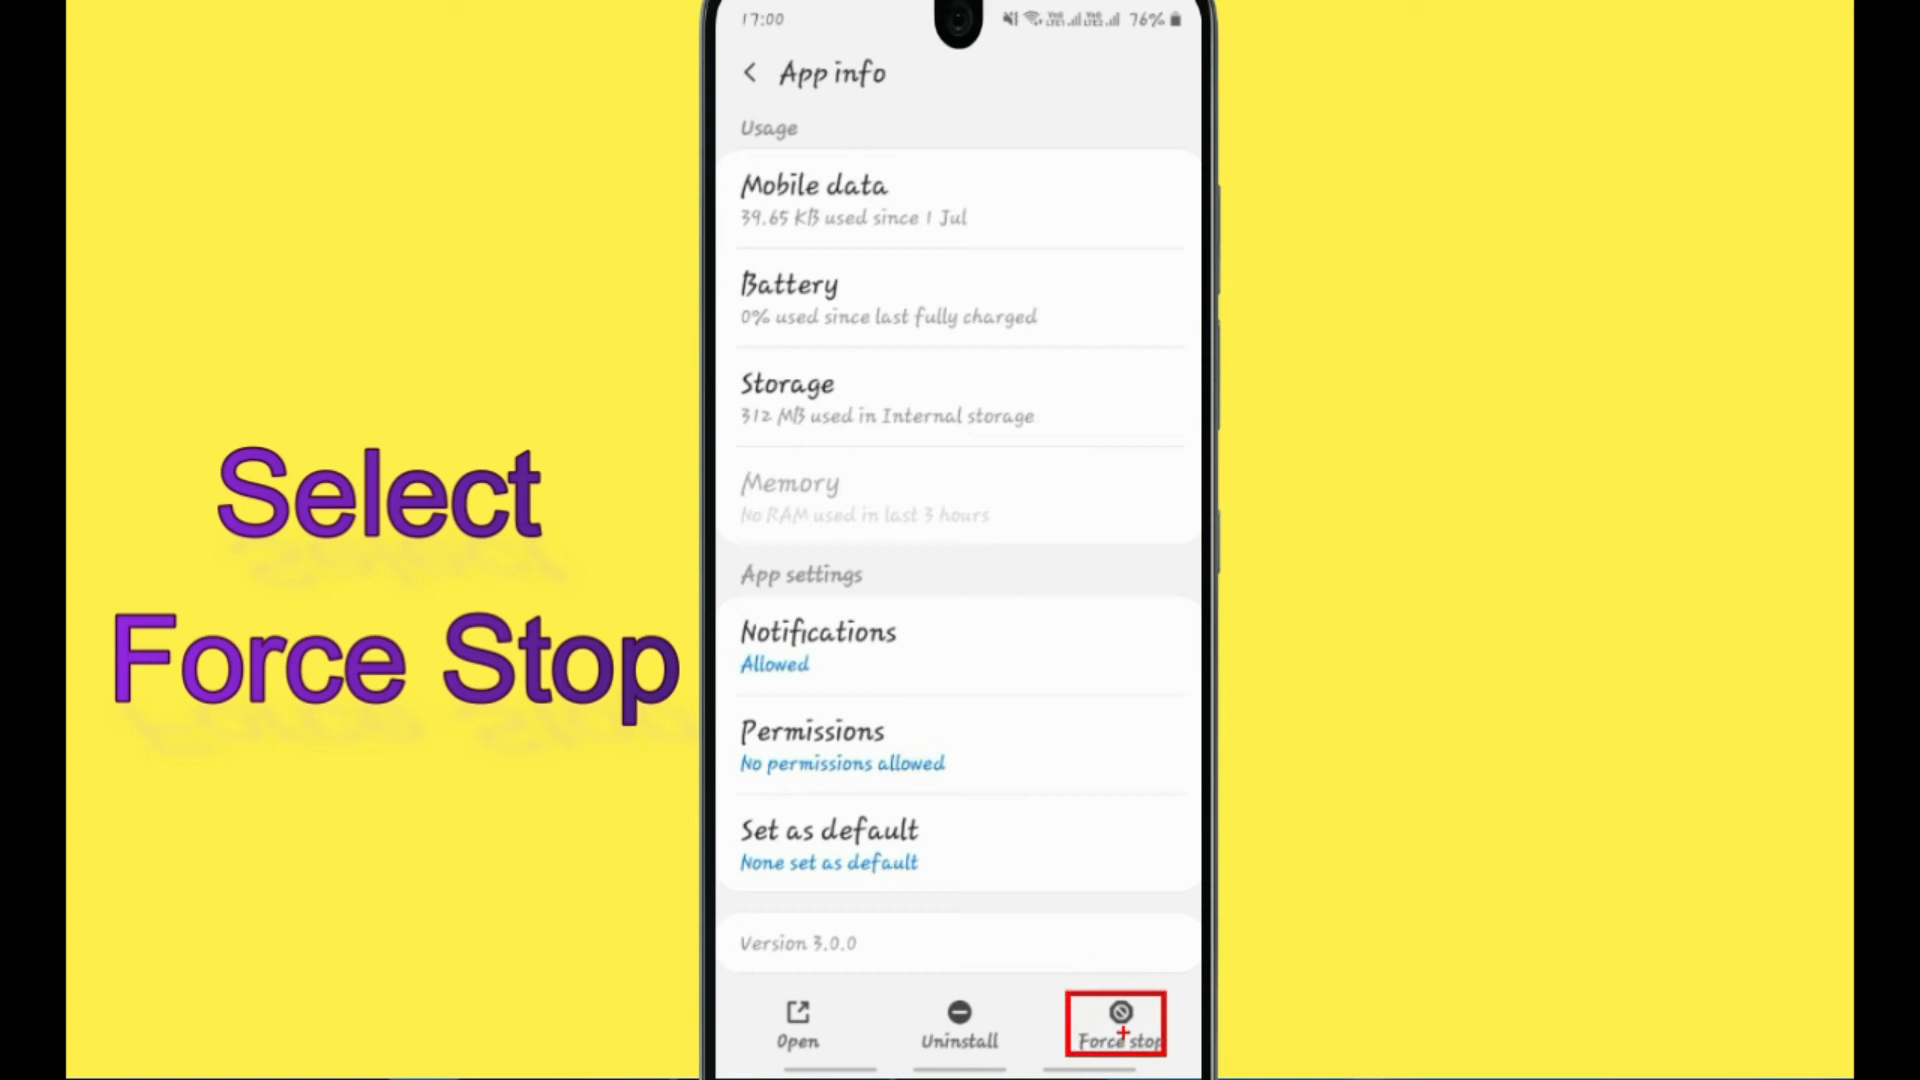 17:00
76%
App info
Usage
Mobile data
39.65 KB used since 1 Jul
Battery
0% used since last fully charged
Storage
312 MB used in Internal storage
Memory
No RAM used in last 3 hours
App settings
Notifications
Allowed
Permissions
No permissions allowed
Set as default
None set as default
Version 3.0.0
Open
Uninstall
Force stop
Select
Force Stop